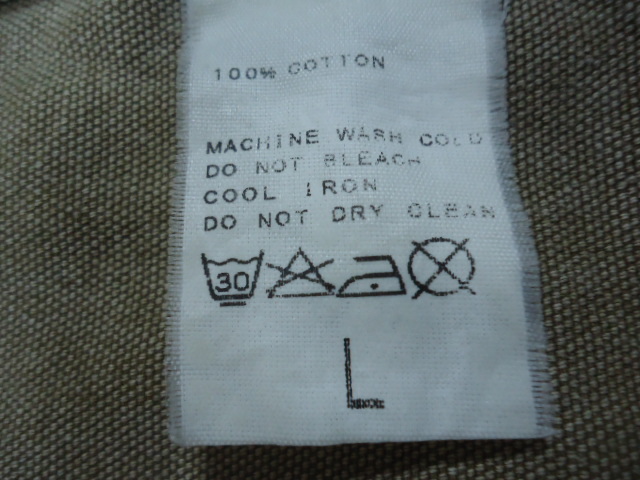 100% COTTON
MACHINE WASH COLD
DO NOT BLEACH
COOL IRON
DO NOT DRY CLEAN
30
L